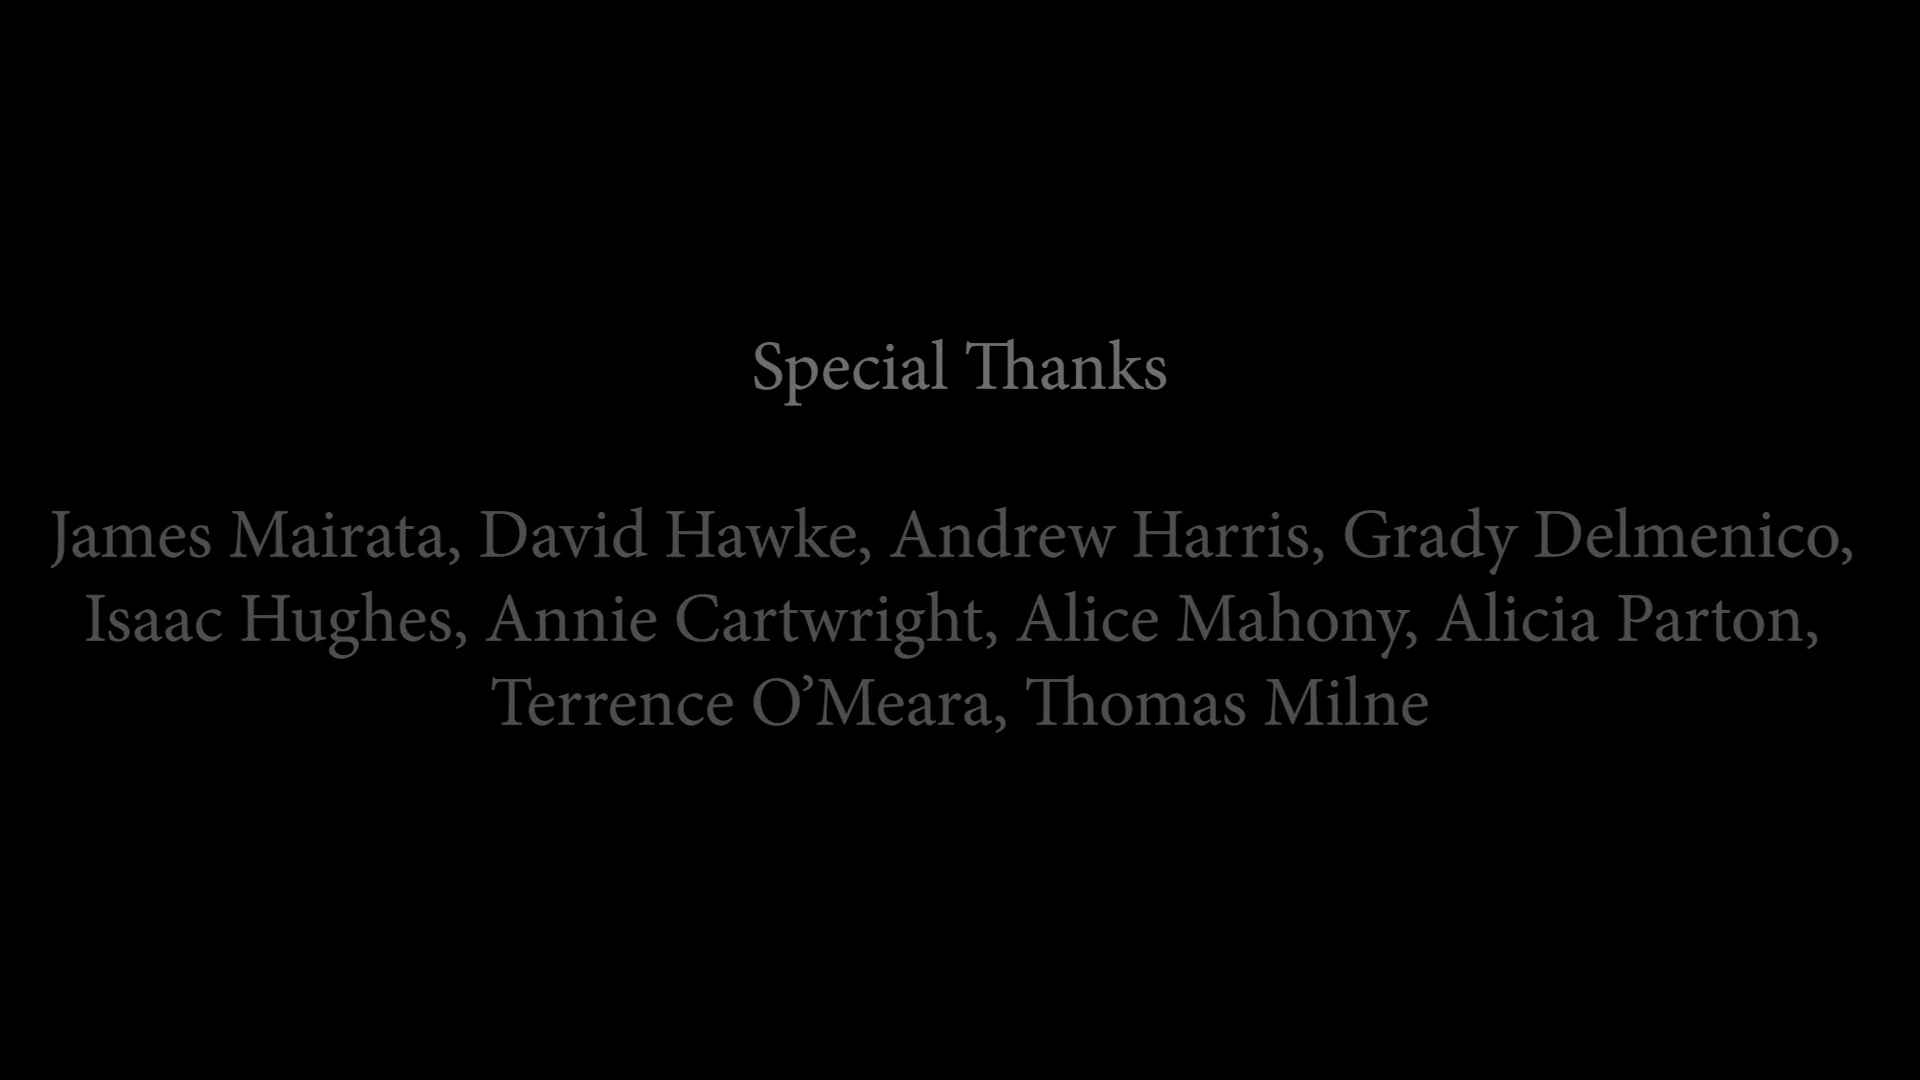 Special Thanks
James Mairata, David Hawke, Andrew Harris, Grady Delmenico,
Isaac Hughes, Annie Cartwright, Alice Mahony, Alicia Parton,
Terrence O’Meara, Thomas Milne